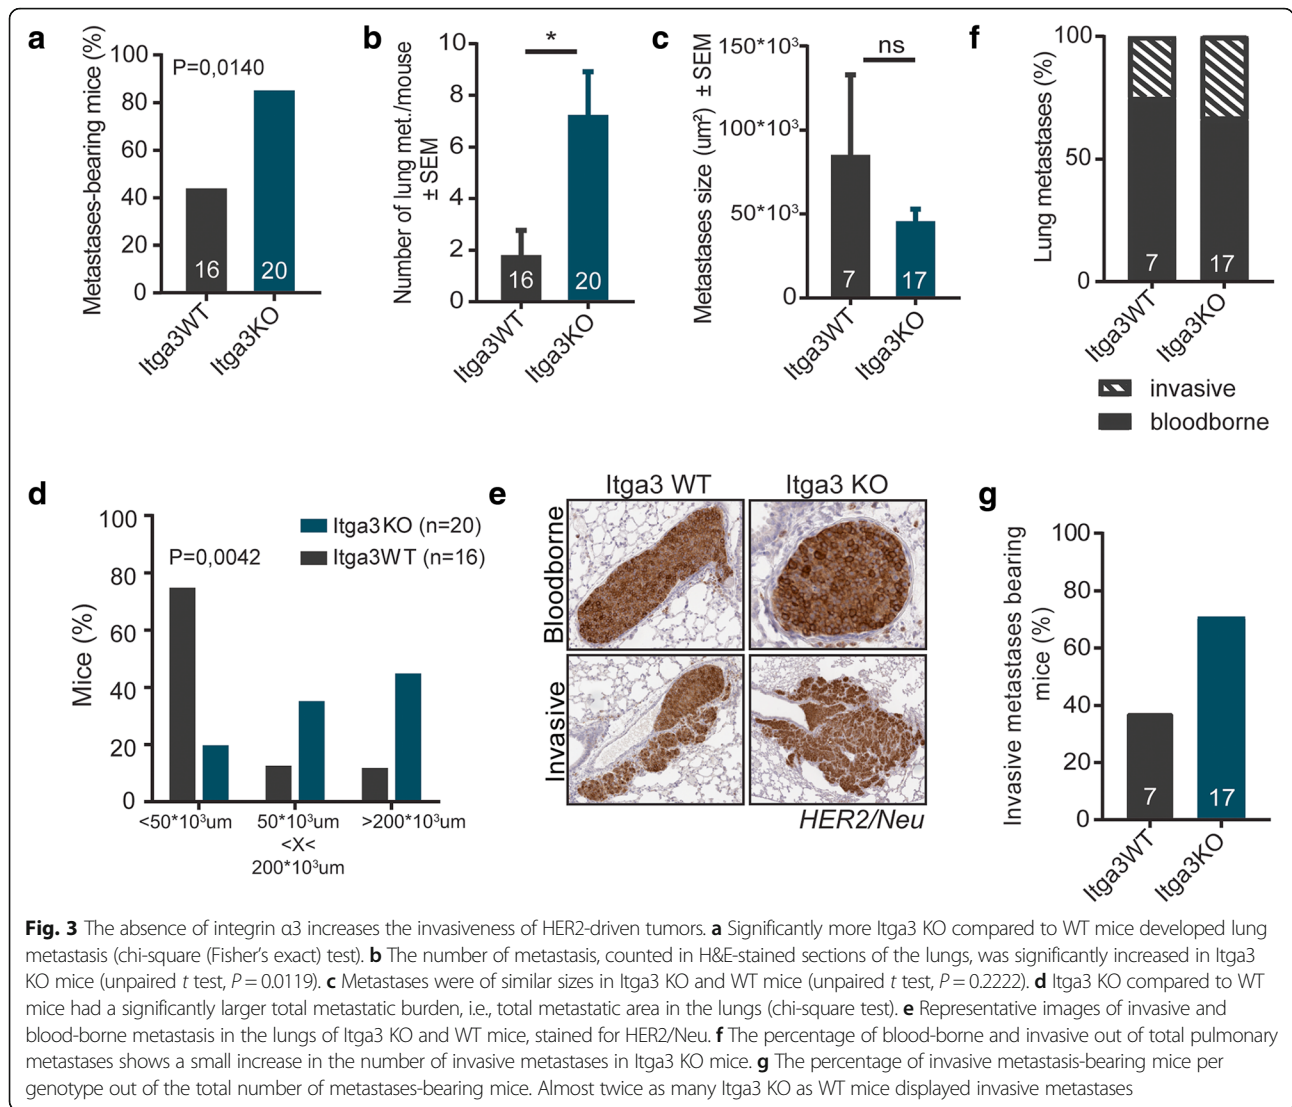 a
Metastases-bearing mice (%)
100
80
60
40
20
0
P=0,0140
16
20
Itga3WT
Itga3KO
b
Number of lung met./mouse
± SEM
10
8
6
4
2
0
*
16
20
Itga3WT
Itga3KO
c
Metastases size (um²) ± SEM
150*10³
100*10³
50*10³
0
ns
7
17
Itga3WT
Itga3KO
f
Lung metastases (%)
100
50
0
7
17
Itga3WT
Itga3KO
invasive
bloodborne
d
Mice (%)
100
80
60
40
20
0
P=0,0042
Itga3KO (n=20)
Itga3WT (n=16)
<50*10³um
50*10³um
<X<
200*10³um
>200*10³um
e
Itga3 WT
Itga3 KO
Bloodborne
Invasive
HER2/Neu
g
Invasive metastases bearing
mice (%)
100
80
60
40
20
0
7
17
Itga3WT
Itga3KO
Fig. 3 The absence of integrin α3 increases the invasiveness of HER2-driven tumors. a Significantly more Itga3 KO compared to WT mice developed lung
metastasis (chi-square (Fisher's exact) test). b The number of metastasis, counted in H&E-stained sections of the lungs, was significantly increased in Itga3
KO mice (unpaired t test, P = 0.0119). c Metastases were of similar sizes in Itga3 KO and WT mice (unpaired t test, P = 0.2222). d Itga3 KO compared to WT
mice had a significantly larger total metastatic burden, i.e., total metastatic area in the lungs (chi-square test). e Representative images of invasive and
blood-borne metastasis in the lungs of Itga3 KO and WT mice, stained for HER2/Neu. f The percentage of blood-borne and invasive out of total pulmonary
metastases shows a small increase in the number of invasive metastases in Itga3 KO mice. g The percentage of invasive metastasis-bearing mice per
genotype out of the total number of metastases-bearing mice. Almost twice as many Itga3 KO as WT mice displayed invasive metastases